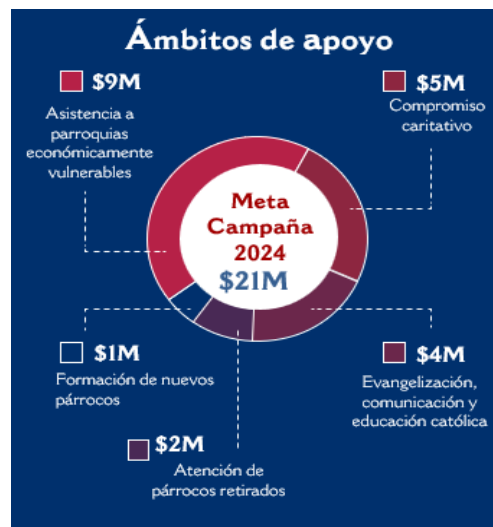 Ámbitos de apoyo
$9M
Asistencia a
parroquias
económicamente
vulnerables
$5M
Compromiso
caritativo
Meta
Campaña
2024
$21M
$1M
Formación de nuevos
párrocos
$4M
Evangelización,
comunicación y
educación católica
$2M
Atención de
párrocos retirados